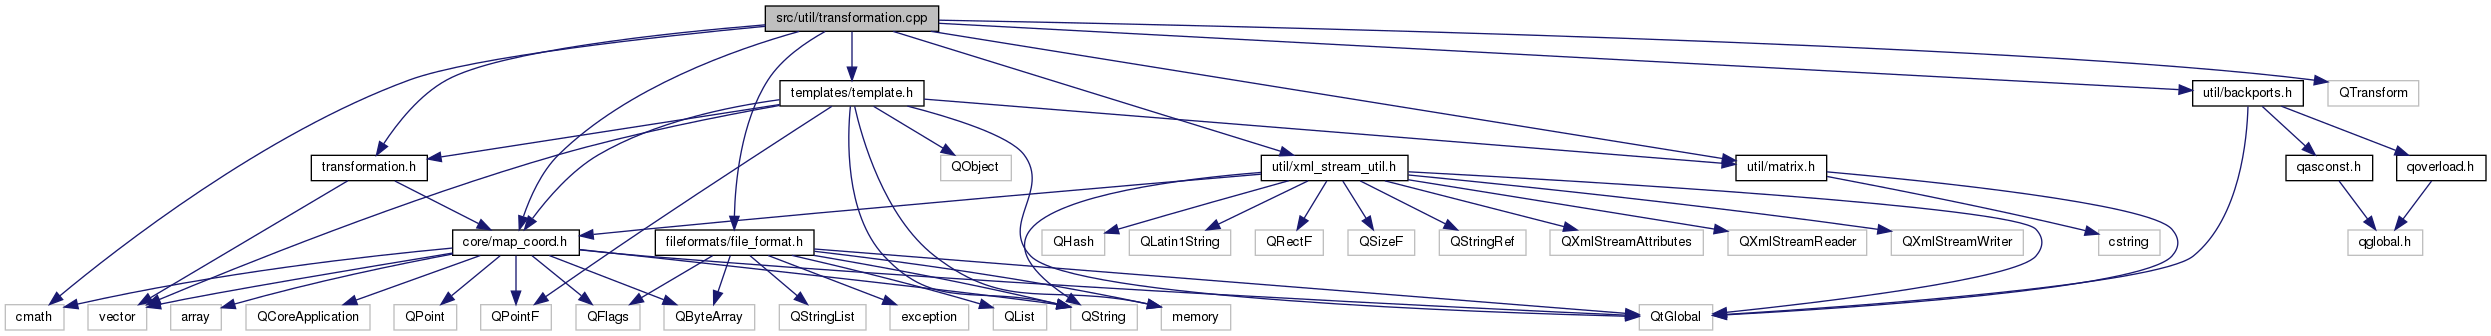 src/util/transformation.cpp
templates/template.h
util/backports.h
QTransform
transformation.h
QObject
util/xml_stream_util.h
util/matrix.h
qasconst.h
qoverload.h
core/map_coord.h
fileformats/file_format.h
QHash
QLatin1String
QRectF
QSizeF
QStringRef
QXmlStreamAttributes
QXmlStreamReader
QXmlStreamWriter
cstring
qglobal.h
cmath
vector
array
QCoreApplication
QPoint
QPointF
QFlags
QByteArray
QStringList
exception
QList
QString
memory
QtGlobal